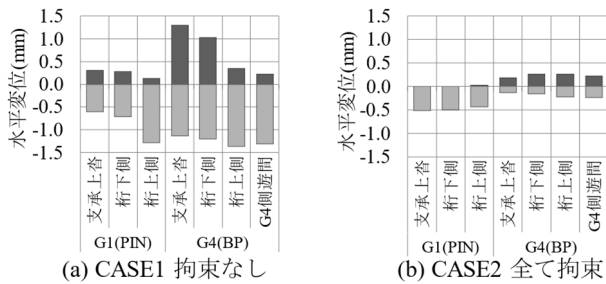 水平変位(mm)
1.5
1.0
0.5
0.0
-0.5
-1.0
-1.5
支承上沓
桁下側
桁上側
支承上沓
桁下側
桁上側
G4側遊間
G1(PIN)
G4(BP)
(a) CASE1 拘束なし
水平変位(mm)
1.5
1.0
0.5
0.0
-0.5
-1.0
-1.5
支承上沓
桁下側
桁上側
支承上沓
桁下側
桁上側
G4側遊間
G1(PIN)
G4(BP)
(b) CASE2 全て拘束